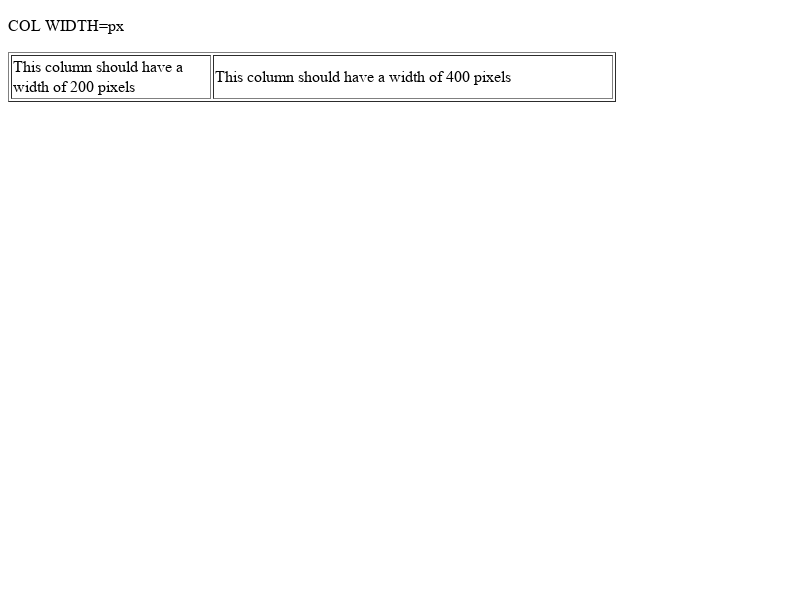 COL WIDTH=px
This column should have a
width of 200 pixels
This column should have a width of 400 pixels